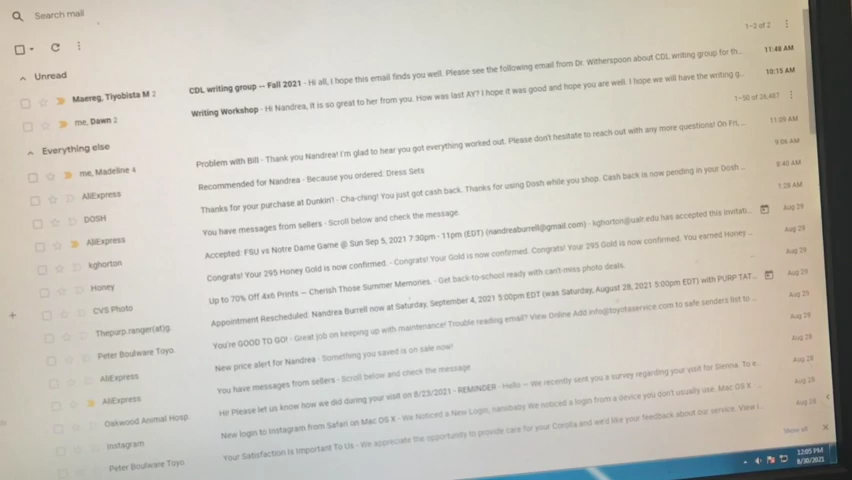 Search mail
1–2 of 2
Unread
Maereg, Tiyobista M 2 CDL writing group -- Fall 2021 - Hi all, I hope this email finds you well. Please see the following email from Dr. Witherspoon about CDL writing group for th... 11:48 AM
me, Dawn 2 Writing Workshop - Hi Nandrea, It is so great to her from you. How was last AY? I hope it was good and hope you are well. I hope we will have the writing g... 10:15 AM
Everything else 1–50 of 26,487
me, Madeline 4 Problem with Bill - Thank you Nandrea! I'm glad to hear you got everything worked out. Please don't hesitate to reach out with any more questions! On Fri, ... 11:09 AM
AliExpress Recommended for Nandrea - Because you ordered: Dress Sets 9:06 AM
DOSH Thanks for your purchase at Dunkin'! - Cha-ching! You just got cash back. Thanks for using Dosh while you shop. Cash back is now pending in your Dosh ... 8:40 AM
AliExpress You have messages from sellers - Scroll below and check the message. 1:28 AM
kghorton Accepted: FSU vs Notre Dame Game @ Sun Sep 5, 2021 7:30pm - 11pm (EDT) (nandreaburrell@gmail.com) - kghorton@ualr.edu has accepted this invitati... Aug 29
Honey Congrats! Your 295 Honey Gold is now confirmed. - Congrats! Your Gold is now confirmed. Congrats! Your 295 Gold is now confirmed. You earned Honey ... Aug 29
CVS Photo Up to 70% Off 4x6 Prints — Cherish Those Summer Memories. - Get back-to-school ready with can't-miss photo deals. Aug 29
Thepurp.ranger(at)g. Appointment Rescheduled: Nandrea Burrell now at Saturday, September 4, 2021 5:00pm EDT (was Saturday, August 28, 2021 5:00pm EDT) with PURP TAT... Aug 29
Peter Boulware Toyo. You're GOOD TO GO! - Great job on keeping up with maintenance! Trouble reading email? View Online Add info@toyotaservice.com to safe senders list to ... Aug 29
AliExpress New price alert for Nandrea - Something you saved is on sale now!! Aug 29
AliExpress You have messages from sellers - Scroll below and check the message. Aug 28
Oakwood Animal Hosp. Hi! Please let us know how we did during your visit on 8/23/2021 - REMINDER - Hello — We recently sent you a survey regarding your visit for Sienna. To e... Aug 28
Instagram New login to Instagram from Safari on Mac OS X - We Noticed a New Login, nanibaby We noticed a login from a device you don't usually use. Mac OS X ... Aug 28
Peter Boulware Toyo. Your Satisfaction Is Important To Us - We appreciate the opportunity to provide care for your Corolla and we'd like your feedback about our service. View i... Aug 28
Show all
12:05 PM
8/30/2021